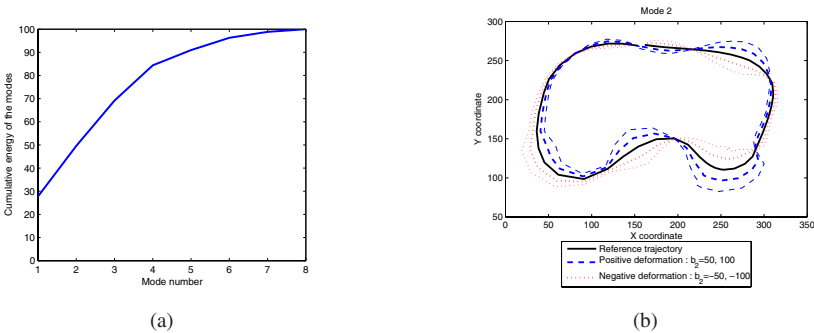 100
90
80
70
60
50
40
30
20
10
0
Cumulative energy of the modes
1 2 3 4 5 6 7 8
Mode number
(a)
Mode 2
300
250
200
150
100
50
Y coordinate
0 50 100 150 200 250 300 350
X coordinate
Reference trajectory
Positive deformation : b2=50, 100
Negative deformation : b2=−50, −100
(b)